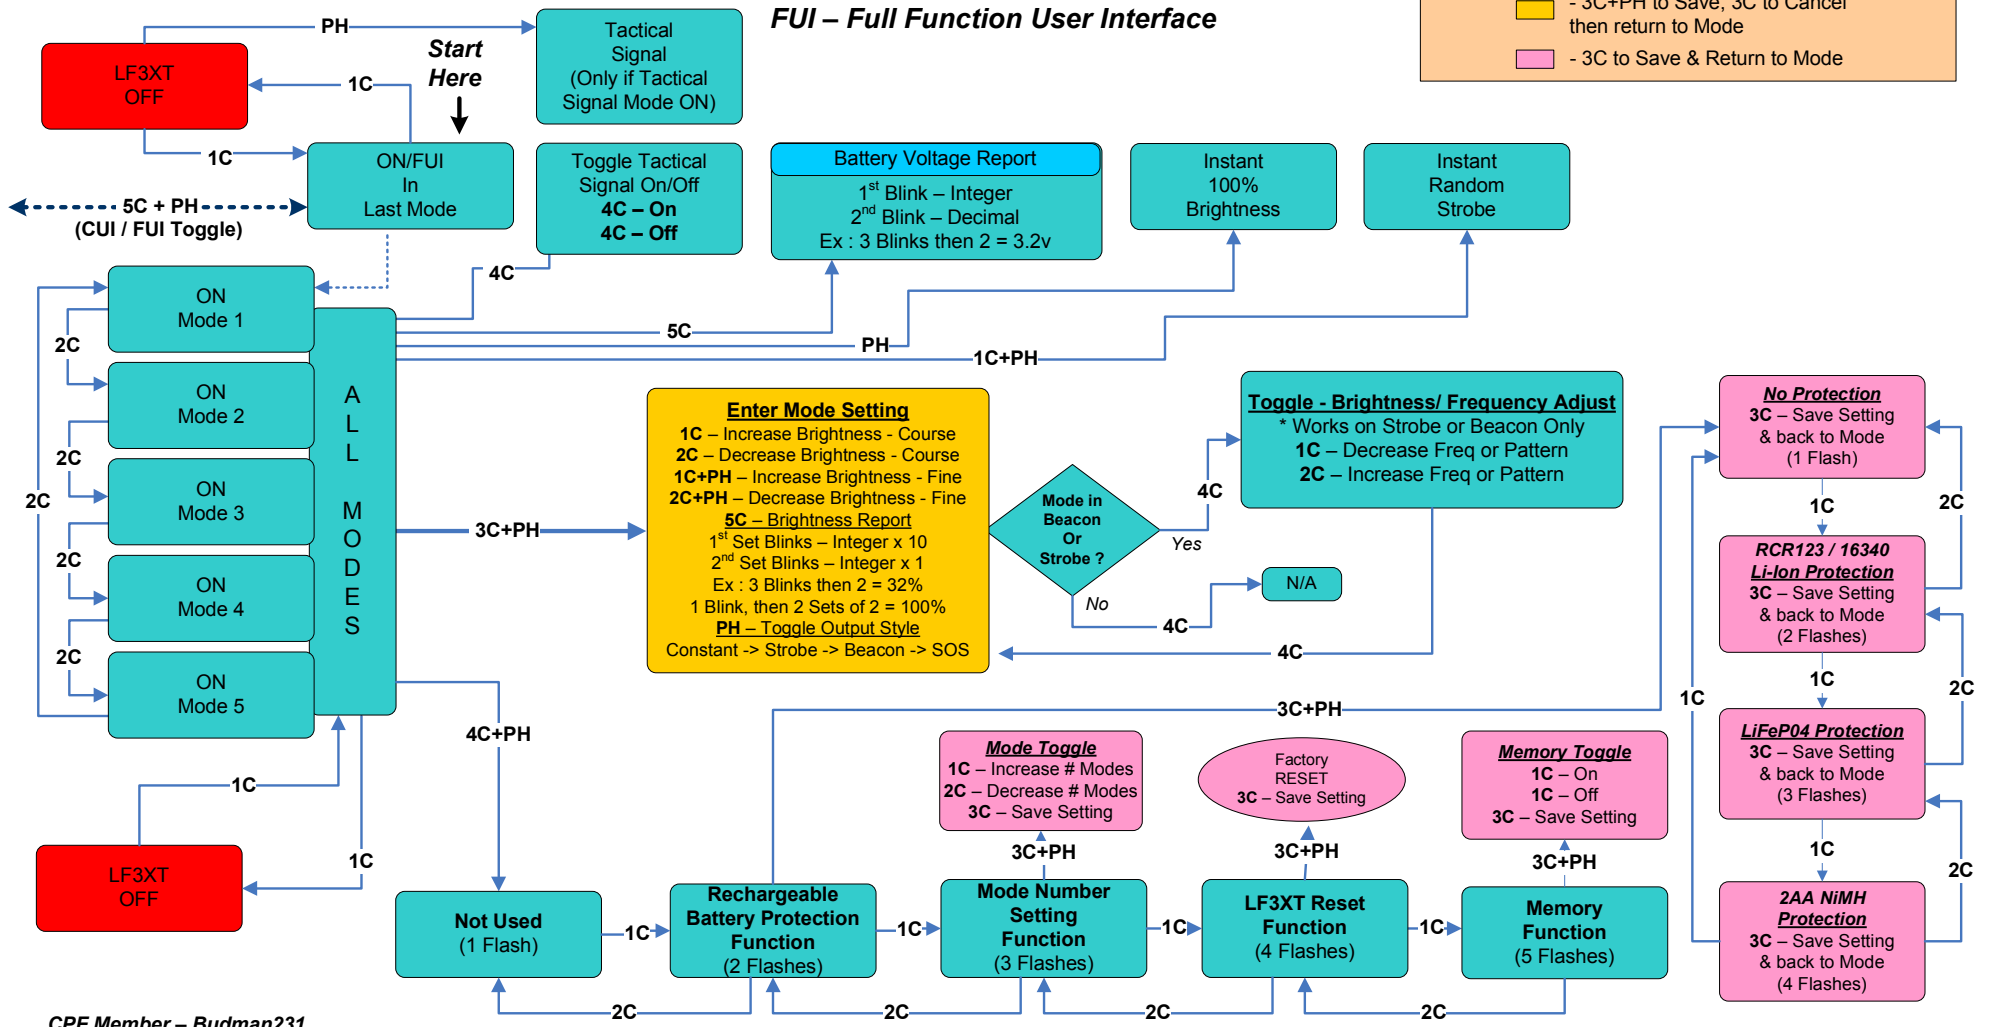 FUI – Full Function User Interface
- 3C+PH to Save, 3C to Cancel
then return to Mode
- 3C to Save & Return to Mode
PH
Start
Here
LF3XT
OFF
1C
1C
Tactical
Signal
(Only if Tactical
Signal Mode ON)
ON/FUI
In
Last Mode
5C + PH
(CUI / FUI Toggle)
Toggle Tactical
Signal On/Off
4C – On
4C – Off
Battery Voltage Report
1st Blink – Integer
2nd Blink – Decimal
Ex : 3 Blinks then 2 = 3.2v
Instant
100%
Brightness
Instant
Random
Strobe
4C
5C
PH
1C+PH
ON
Mode 1
2C
ON
Mode 2
2C
ON
Mode 3
2C
2C
ON
Mode 4
2C
ON
Mode 5
ALL MODES
3C+PH
Enter Mode Setting
1C – Increase Brightness - Course
2C – Decrease Brightness - Course
1C+PH – Increase Brightness - Fine
2C+PH – Decrease Brightness - Fine
5C – Brightness Report
1st Set Blinks – Integer x 10
2nd Set Blinks – Integer x 1
Ex : 3 Blinks then 2 = 32%
1 Blink, then 2 Sets of 2 = 100%
PH – Toggle Output Style
Constant -> Strobe -> Beacon -> SOS
Mode in
Beacon
Or
Strobe ?
Yes
No
4C
4C
N/A
4C
Toggle - Brightness/ Frequency Adjust
* Works on Strobe or Beacon Only
1C – Decrease Freq or Pattern
2C – Increase Freq or Pattern
No Protection
3C – Save Setting
& back to Mode
(1 Flash)
1C
2C
RCR123 / 16340
Li-Ion Protection
3C – Save Setting
& back to Mode
(2 Flashes)
1C
2C
1C
LiFeP04 Protection
3C – Save Setting
& back to Mode
(3 Flashes)
1C
2C
2AA NiMH
Protection
3C – Save Setting
& back to Mode
(4 Flashes)
4C+PH
3C+PH
1C
LF3XT
OFF
1C
Mode Toggle
1C – Increase # Modes
2C – Decrease # Modes
3C – Save Setting
Factory
RESET
3C – Save Setting
Memory Toggle
1C – On
1C – Off
3C – Save Setting
3C+PH
3C+PH
3C+PH
Not Used
(1 Flash)
1C
Rechargeable
Battery Protection
Function
(2 Flashes)
1C
Mode Number
Setting
Function
(3 Flashes)
1C
LF3XT Reset
Function
(4 Flashes)
1C
Memory
Function
(5 Flashes)
2C
2C
2C
2C
CPF Member – Budman231